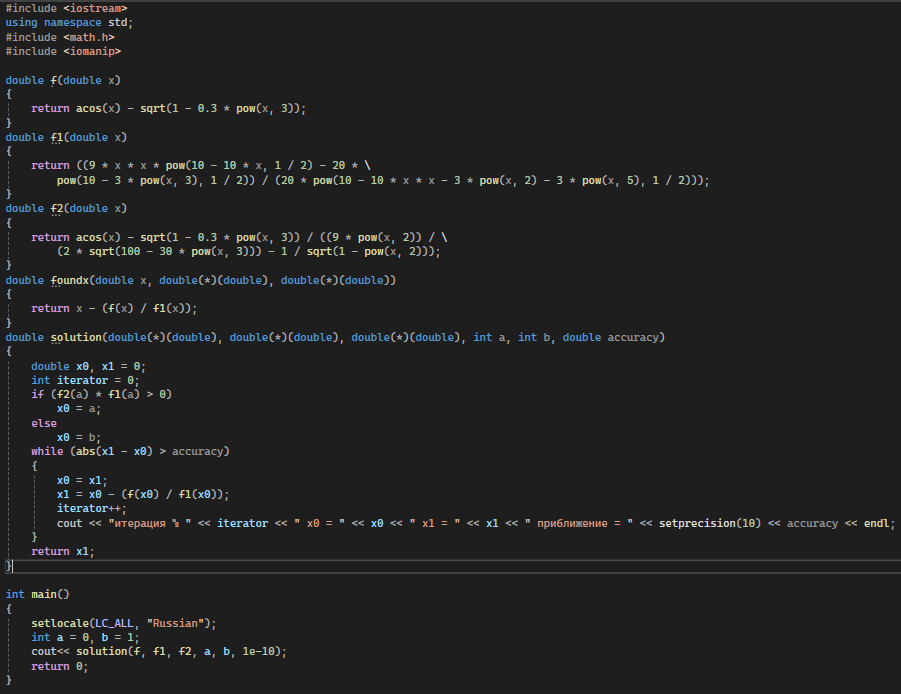 #include <iostream>
using namespace std;
#include <math.h>
#include <iomanip>
double f(double x)
{
return acos(x) - sqrt(1 - 0.3 * pow(x, 3));
}
double f1(double x)
{
return ((9 * x * x * pow(10 - 10 * x, 1 / 2) - 20 * \
pow(10 - 3 * pow(x, 3), 1 / 2)) / (20 * pow(10 - 10 * x * x - 3 * pow(x, 2) - 3 * pow(x, 5), 1 / 2)));
}
double f2(double x)
{
return acos(x) - sqrt(1 - 0.3 * pow(x, 3)) / ((9 * pow(x, 2)) / \
(2 * sqrt(100 - 30 * pow(x, 3))) - 1 / sqrt(1 - pow(x, 2)));
}
double foundx(double x, double(*)(double), double(*)(double))
{
return x - (f(x) / f1(x));
}
double solution(double(*)(double), double(*)(double), double(*)(double), int a, int b, double accuracy)
{
double x0, x1 = 0;
int iterator = 0;
if (f2(a) * f1(a) > 0)
x0 = a;
else
x0 = b;
while (abs(x1 - x0) > accuracy)
{
x0 = x1;
x1 = x0 - (f(x0) / f1(x0));
iterator++;
cout << "итерация % " << iterator << " x0 = " << x0 << " x1 = " << x1 << " приближение = " << setprecision(10) << accuracy << endl;
}
return x1;
}
int main()
{
setlocale(LC_ALL, "Russian");
int a = 0, b = 1;
cout<< solution(f, f1, f2, a, b, 1e-10);
return 0;
}